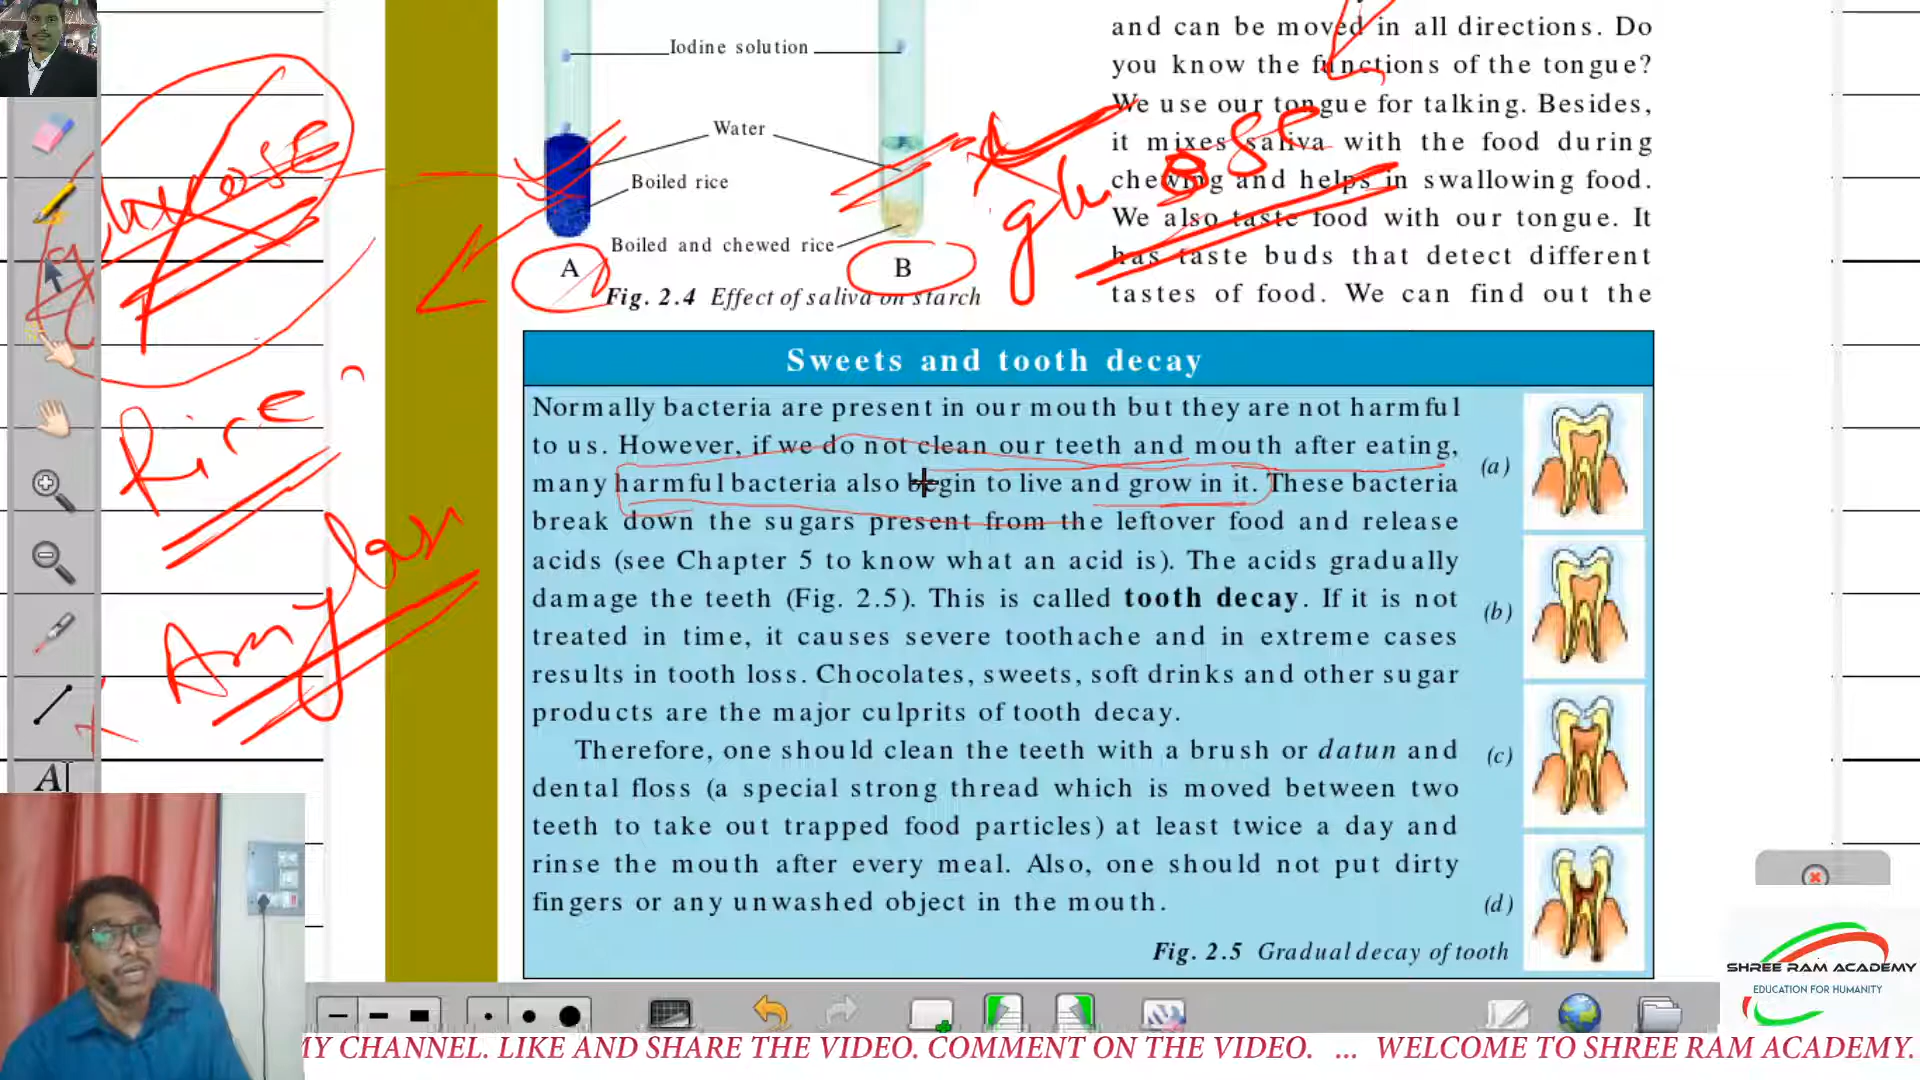 and can be moved in all directions. Do
you know the functions of the tongue?
We use our tongue for talking. Besides,
it mixes saliva with the food during
chewing and helps in swallowing food.
We also taste food with our tongue. It
has taste buds that detect different
tastes of food. We can find out the
Iodine solution
Water
Boiled rice
Boiled and chewed rice
A
B
Fig. 2.4 Effect of saliva on starch
Rice
Sweets and tooth decay
Normally bacteria are present in our mouth but they are not harmful
to us. However, if we do not clean our teeth and mouth after eating,
many harmful bacteria also begin to live and grow in it. These bacteria
break down the sugars present from the leftover food and release
acids (see Chapter 5 to know what an acid is). The acids gradually
damage the teeth (Fig. 2.5). This is called tooth decay. If it is not
treated in time, it causes severe toothache and in extreme cases
results in tooth loss. Chocolates, sweets, soft drinks and other sugar
products are the major culprits of tooth decay.
Therefore, one should clean the teeth with a brush or datun and
dental floss (a special strong thread which is moved between two
teeth to take out trapped food particles) at least twice a day and
rinse the mouth after every meal. Also, one should not put dirty
fingers or any unwashed object in the mouth.
(a)
(b)
(c)
(d)
Fig. 2.5 Gradual decay of tooth
A
SHREE RAM ACADEMY
EDUCATION FOR HUMANITY
MY CHANNEL. LIKE AND SHARE THE VIDEO. COMMENT ON THE VIDEO. ... WELCOME TO SHREE RAM ACADEMY.